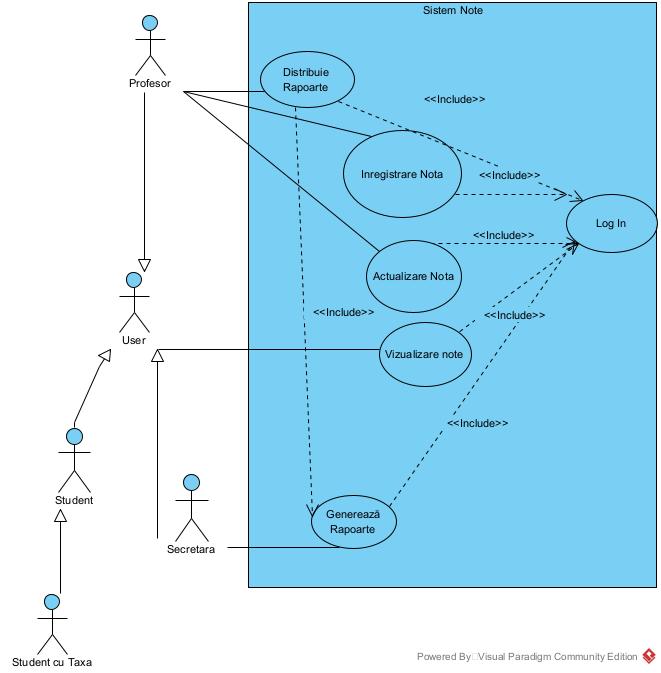 Sistem Note
Profesor
Distribuie
Rapoarte
<<Include>>
Inregistrare Nota
<<Include>>
Log In
<<Include>>
Actualizare Nota
User
<<Include>>
<<Include>>
Vizualizare note
<<Include>>
Student
Generează
Rapoarte
Secretara
Student cu Taxa
Powered By Visual Paradigm Community Edition